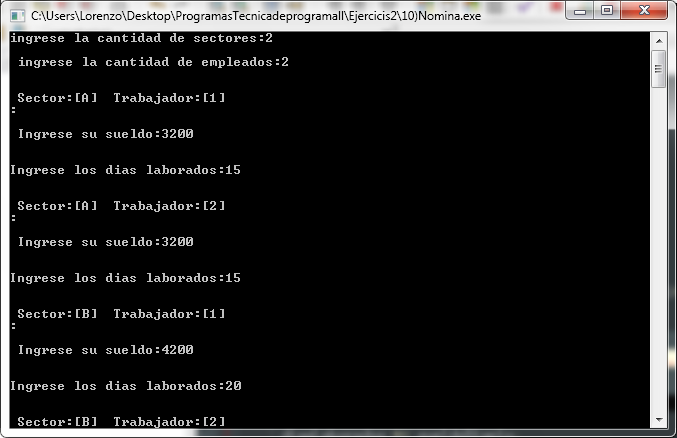 C:\Users\Lorenzo\Desktop\ProgramasTecnicadeprogramaII\Ejercicis2\10)Nomina.exe
ingrese la cantidad de sectores:2
ingrese la cantidad de empleados:2
Sector:[A]  Trabajador:[1]
:
Ingrese su sueldo:3200
Ingrese los dias laborados:15
Sector:[A]  Trabajador:[2]
:
Ingrese su sueldo:3200
Ingrese los dias laborados:15
Sector:[B]  Trabajador:[1]
:
Ingrese su sueldo:4200
Ingrese los dias laborados:20
Sector:[B]  Trabajador:[2]